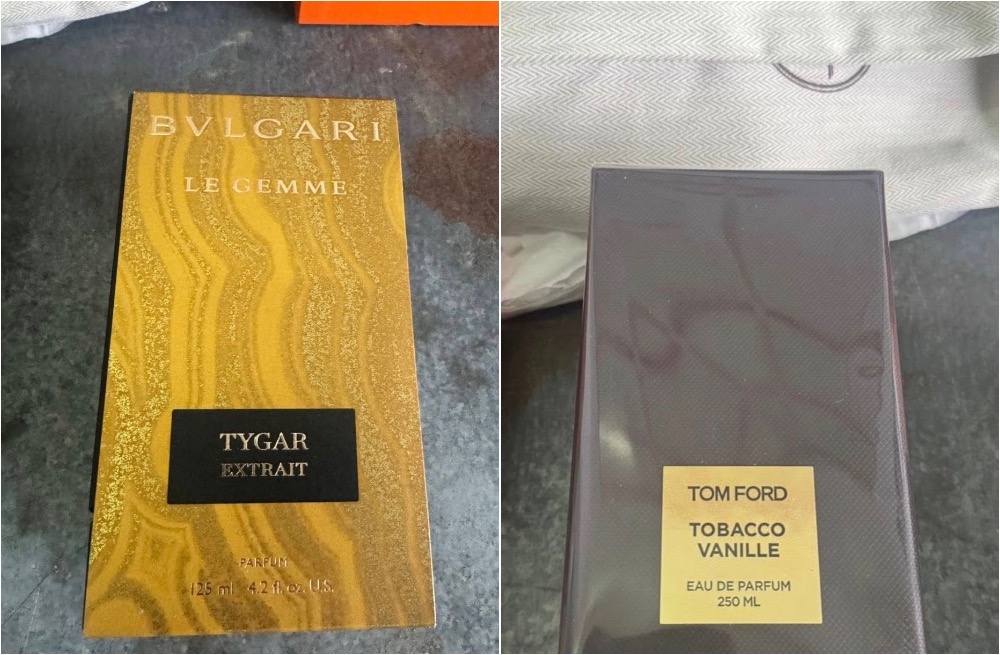 BVLGARI
LE GEMME
TYGAR
EXTRAIT
PARFUM
125 ml 4.2 fl. oz. U.S.
TOM FORD
TOBACCO
VANILLE
EAU DE PARFUM
250 ML